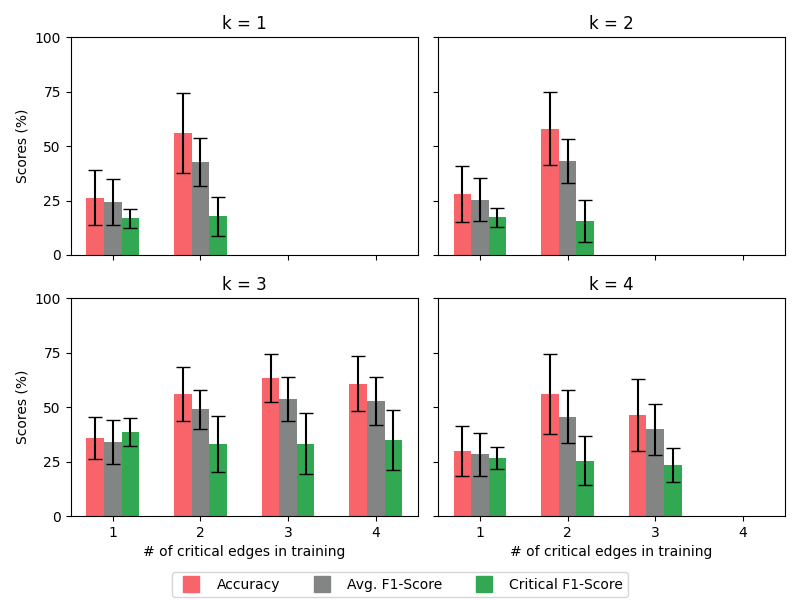 k = 1
k = 2
100
75
50
25
0
Scores (%)
k = 3
k = 4
100
75
50
25
0
Scores (%)
1 2 3 4
1 2 3 4
# of critical edges in training
# of critical edges in training
Accuracy Avg. F1-Score Critical F1-Score